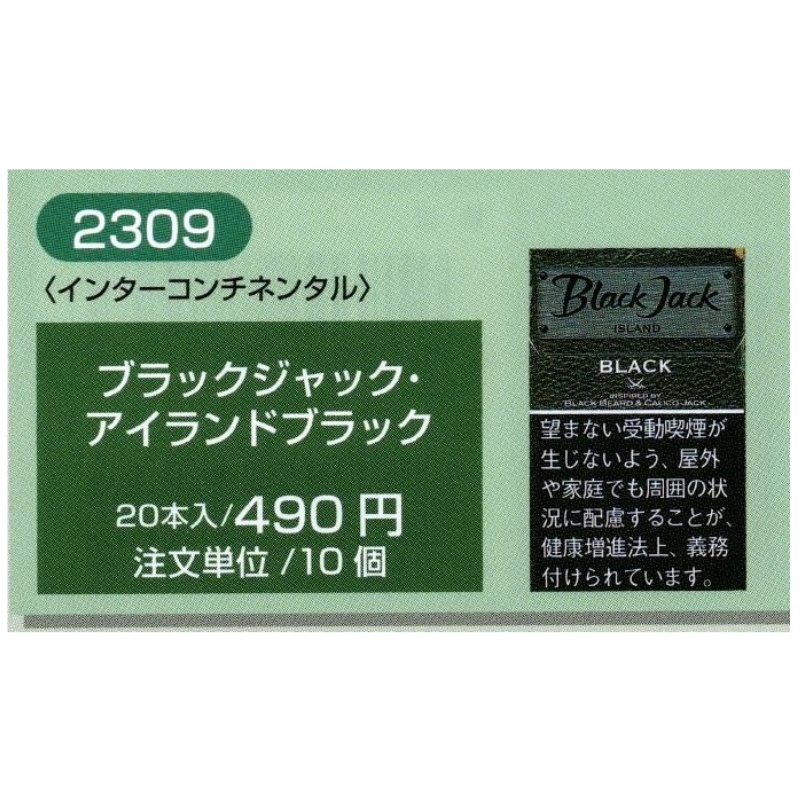 2309
〈インターコンチネンタル〉
ブラックジャック・
アイランドブラック
20本入/490円
注文単位/10個
Black Jack
ISLAND
BLACK
INSPIRED BY
BLACK BEARD & CALICO JACK
望まない受動喫煙が
生じないよう、屋外
や家庭でも周囲の状
況に配慮することが、
健康増進法上、義務
付けられています。